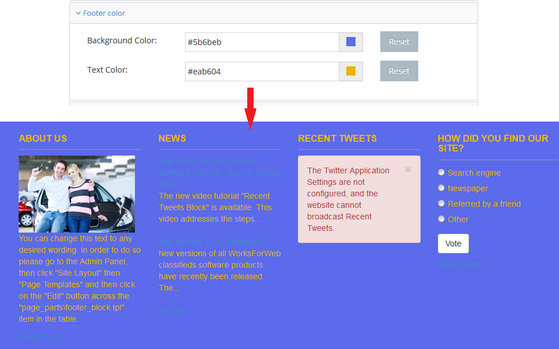 Footer color
Background Color: #5b6beb Reset
Text Color: #eab604 Reset
ABOUT US
You can change this text to any
desired wording. In order to do so
please go to the Admin Panel,
then click "Site Layout" then
"Page Templates" and then click
on the "Edit" button across the
"page_parts\footer_block.tpl"
item in the table.
NEWS
The new video tutorial "Recent
Tweets Block" is available. This
video addresses the steps.
New versions of all WorksForWeb
classifieds software products
have recently been released.
The...
RECENT TWEETS
The Twitter Application ×
Settings are not
configured, and the
website cannot
broadcast Recent
Tweets.
HOW DID YOU FIND OUR
SITE?
Search engine
Newspaper
Referred by a friend
Other
Vote